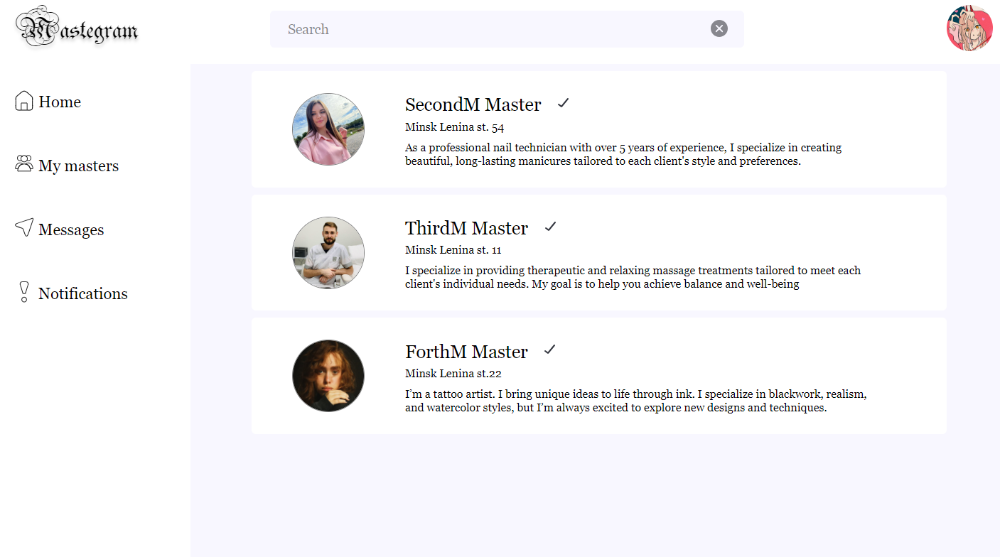 Mastegram
Search
Home
My masters
Messages
Notifications
SecondM Master
Minsk Lenina st. 54
As a professional nail technician with over 5 years of experience, I specialize in creating
beautiful, long-lasting manicures tailored to each client's style and preferences.
ThirdM Master
Minsk Lenina st. 11
I specialize in providing therapeutic and relaxing massage treatments tailored to meet each
client's individual needs. My goal is to help you achieve balance and well-being
ForthM Master
Minsk Lenina st.22
I’m a tattoo artist. I bring unique ideas to life through ink. I specialize in blackwork, realism,
and watercolor styles, but I’m always excited to explore new designs and techniques.